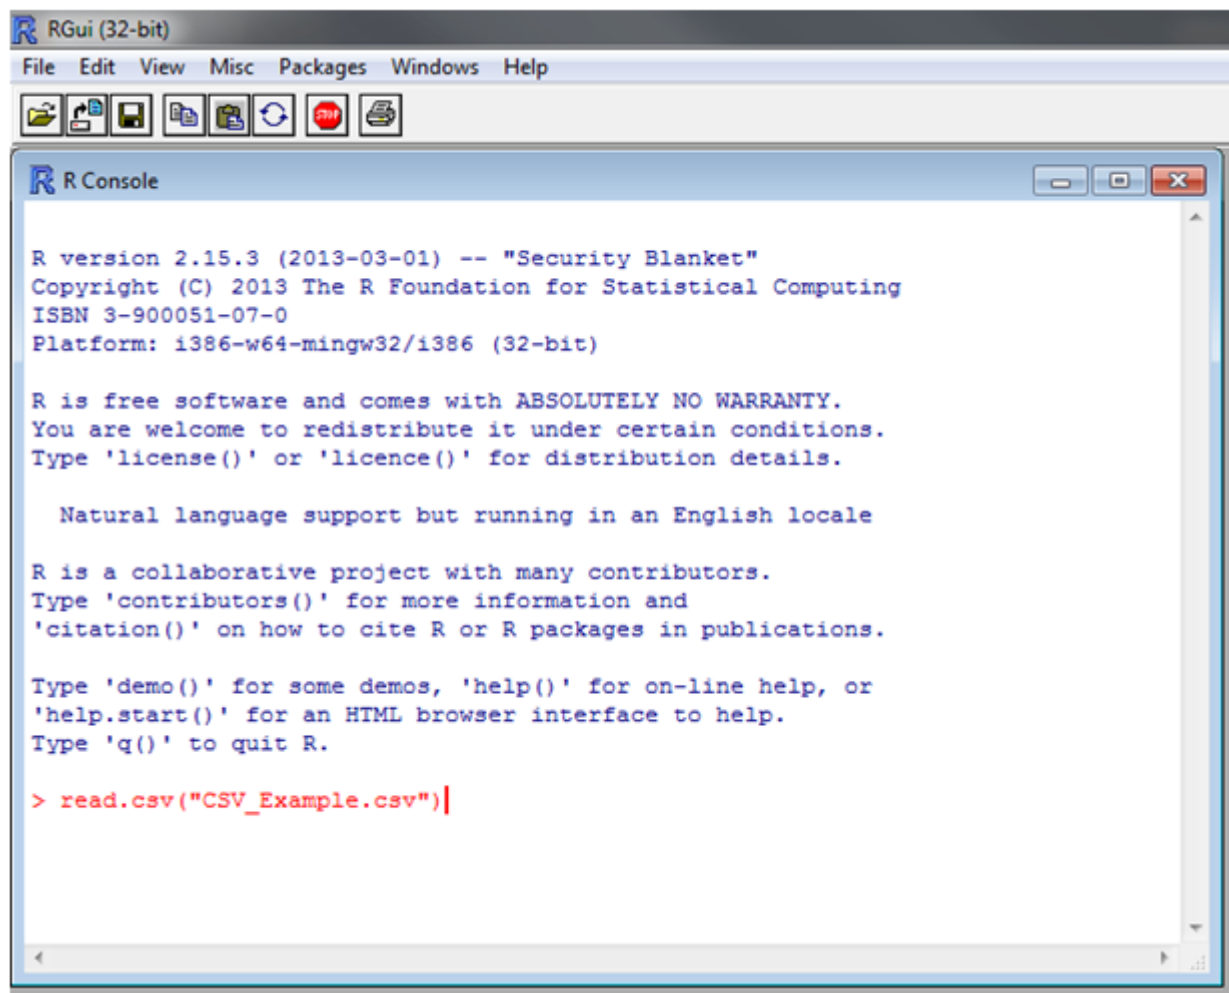 RGui (32-bit)
File Edit View Misc Packages Windows Help
STOP
R Console
R version 2.15.3 (2013-03-01) -- "Security Blanket"
Copyright (C) 2013 The R Foundation for Statistical Computing
ISBN 3-900051-07-0
Platform: i386-w64-mingw32/i386 (32-bit)
R is free software and comes with ABSOLUTELY NO WARRANTY.
You are welcome to redistribute it under certain conditions.
Type 'license()' or 'licence()' for distribution details.
Natural language support but running in an English locale
R is a collaborative project with many contributors.
Type 'contributors()' for more information and
'citation()' on how to cite R or R packages in publications.
Type 'demo()' for some demos, 'help()' for on-line help, or
'help.start()' for an HTML browser interface to help.
Type 'q()' to quit R.
> read.csv("CSV_Example.csv")